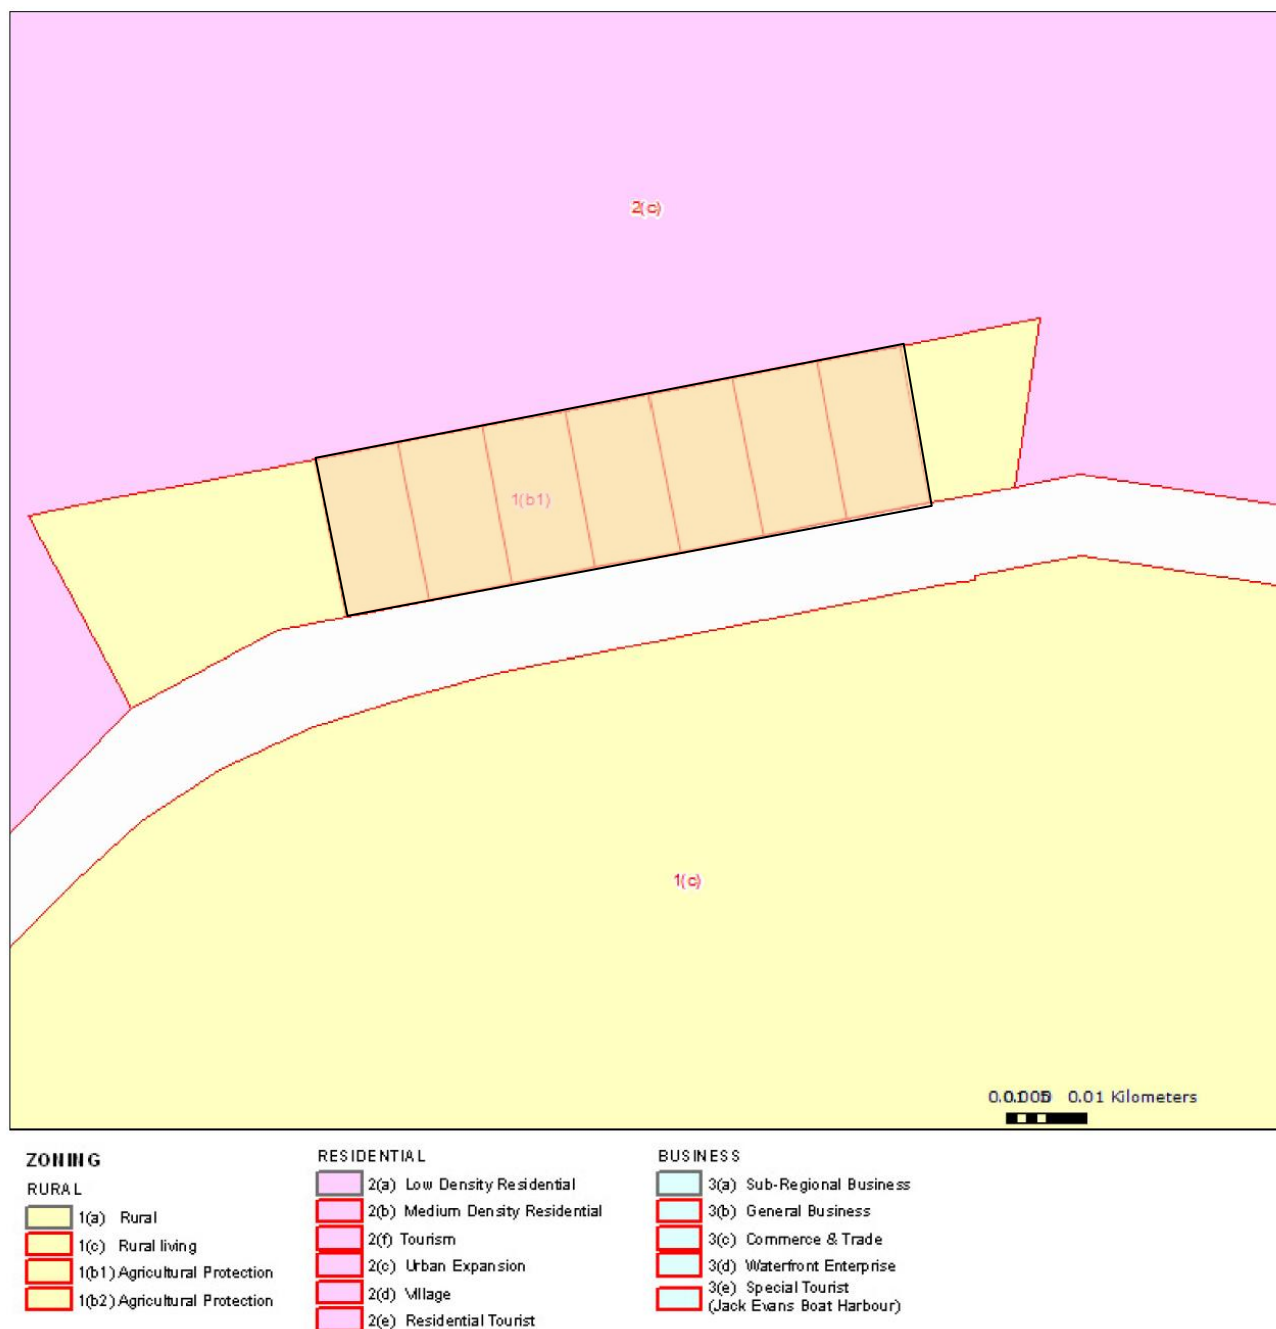 2(c)
1(b1)
1(c)
0.01 Kilometers
ZONING
RURAL
1(a) Rural
1(c) Rural living
1(b1) Agricultural Protection
1(b2) Agricultural Protection
RESIDENTIAL
2(a) Low Density Residential
2(b) Medium Density Residential
2(f) Tourism
2(c) Urban Expansion
2(d) Village
2(e) Residential Tourist
BUSINESS
3(a) Sub-Regional Business
3(b) General Business
3(c) Commerce & Trade
3(d) Waterfront Enterprise
3(e) Special Tourist
(Jack Evans Boat Harbour)